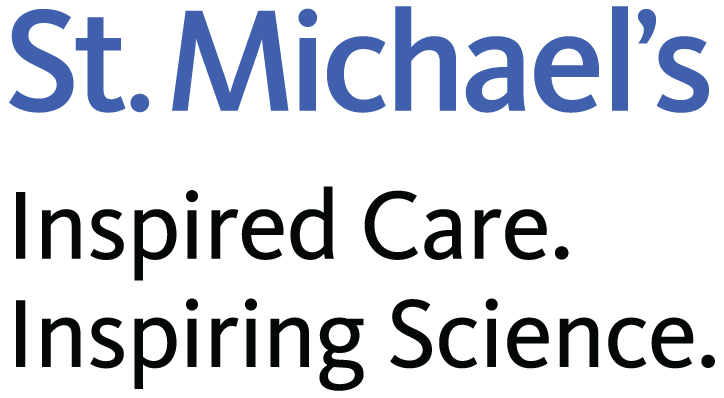 St. Michael’s
Inspired Care.
Inspiring Science.